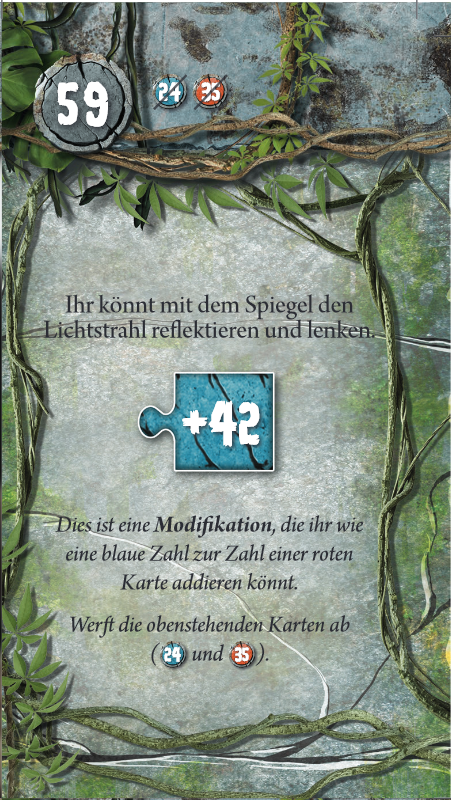 59
24 35
Ihr könnt mit dem Spiegel den
Lichtstrahl reflektieren und lenken.
+42
Dies ist eine Modifikation, die ihr wie
eine blaue Zahl zur Zahl einer roten
Karte addieren könnt.
Werft die obenstehenden Karten ab
(24 und 35).